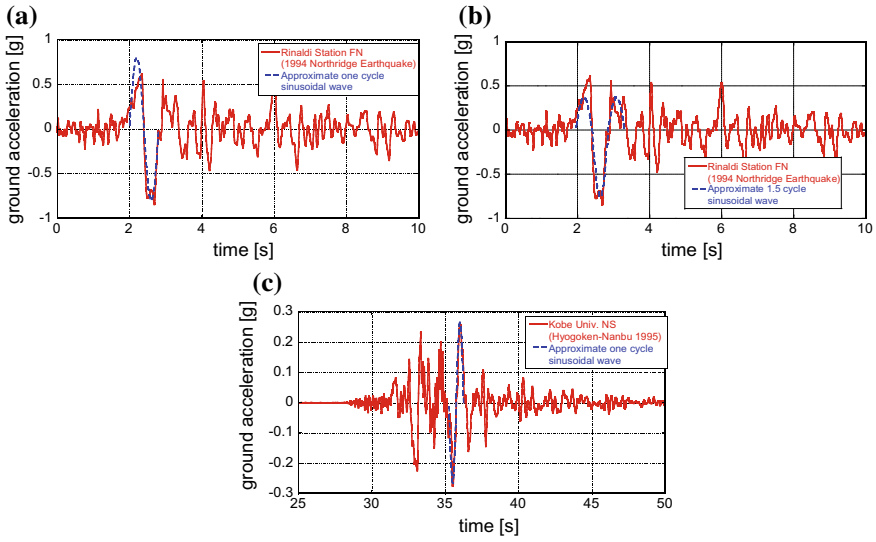 (a)
ground acceleration [g]
1
0.5
0
-0.5
-1
0
2
4
6
8
10
time [s]
Rinaldi Station FN
(1994 Northridge Earthquake)
Approximate one cycle
sinusoidal wave
(b)
ground acceleration [g]
1
0.5
0
-0.5
-1
0
2
4
6
8
10
time [s]
Rinaldi Station FN
(1994 Northridge Earthquake)
Approximate 1.5 cycle
sinusoidal wave
(c)
ground acceleration [g]
0.3
0.2
0.1
0
-0.1
-0.2
-0.3
25
30
35
40
45
50
time [s]
Kobe Univ. NS
(Hyogoken-Nanbu 1995)
Approximate one cycle
sinusoidal wave